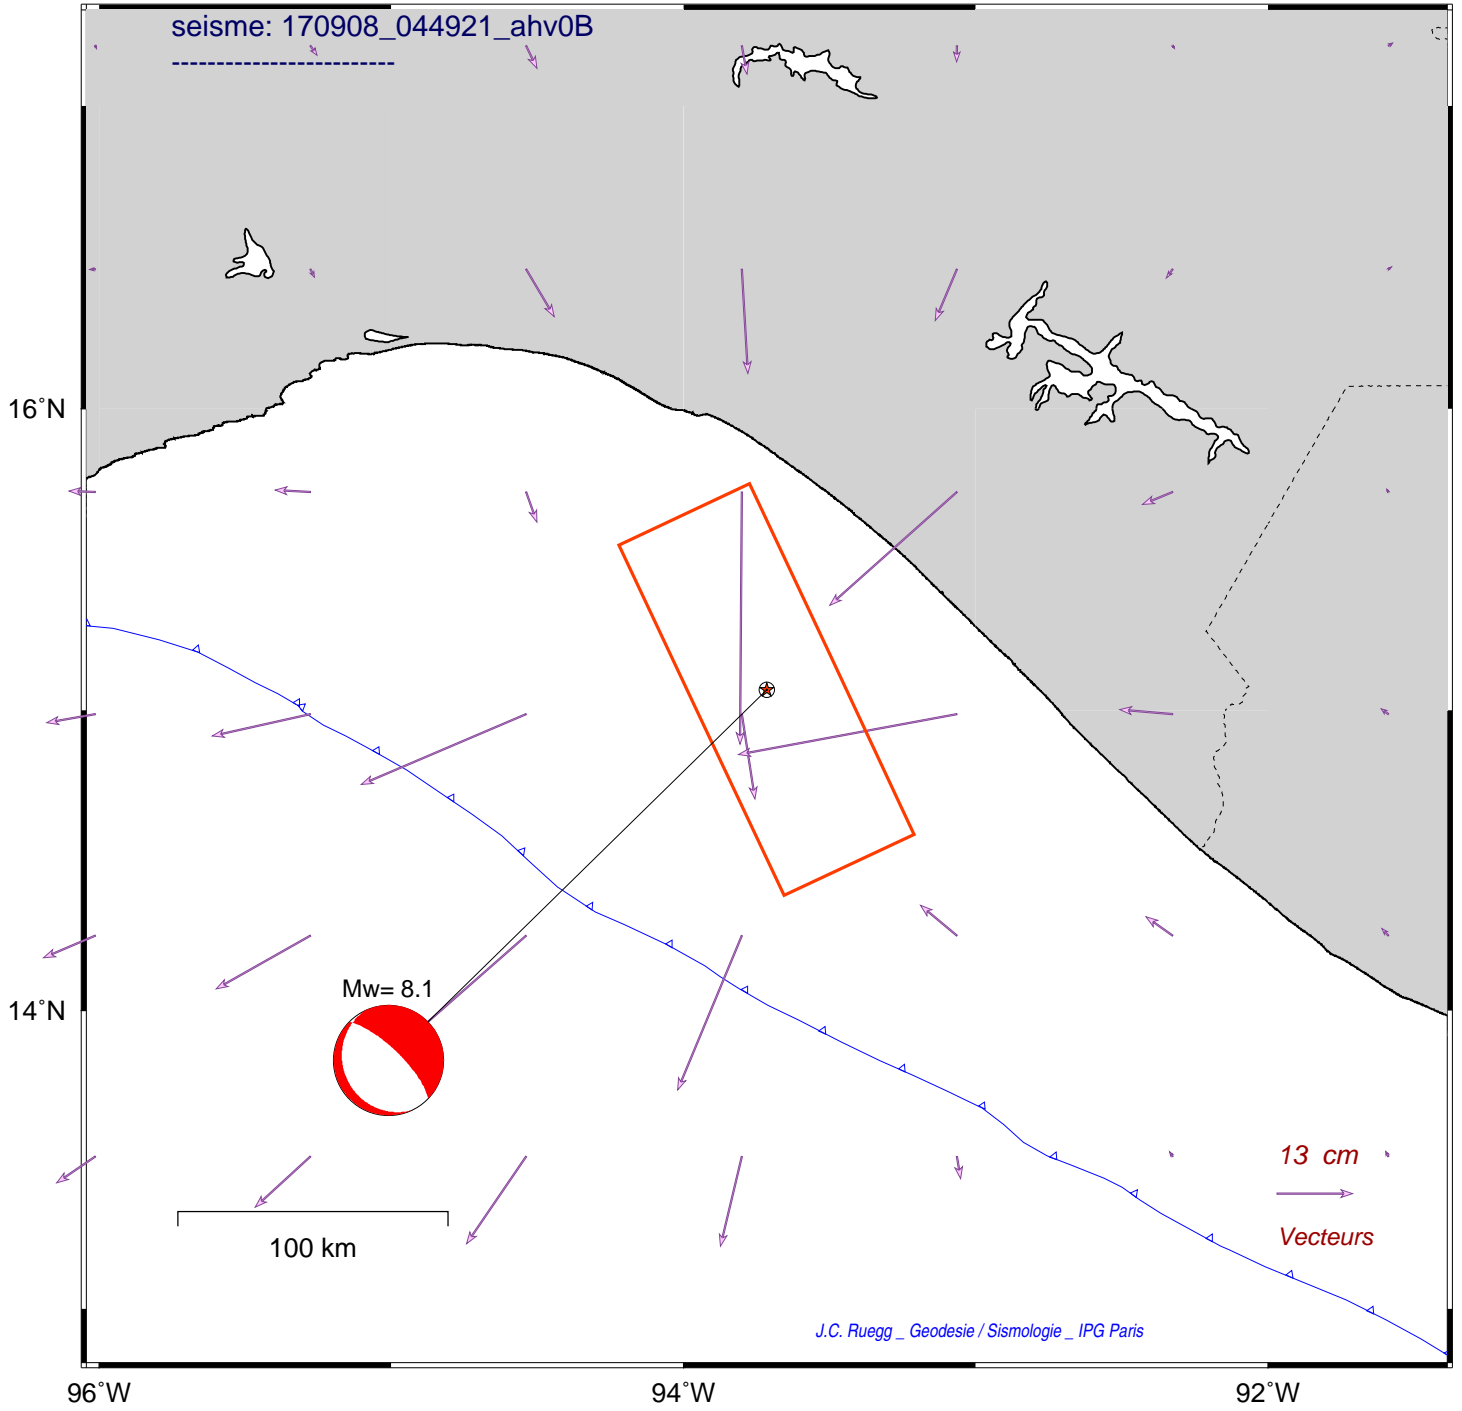 seisme: 170908_044921_ahv0B
-------------------------
16˚N
14˚N
Mw= 8.1
100 km
13 cm
Vecteurs
J.C. Ruegg _ Geodesie / Sismologie _ IPG Paris
96˚W
94˚W
92˚W